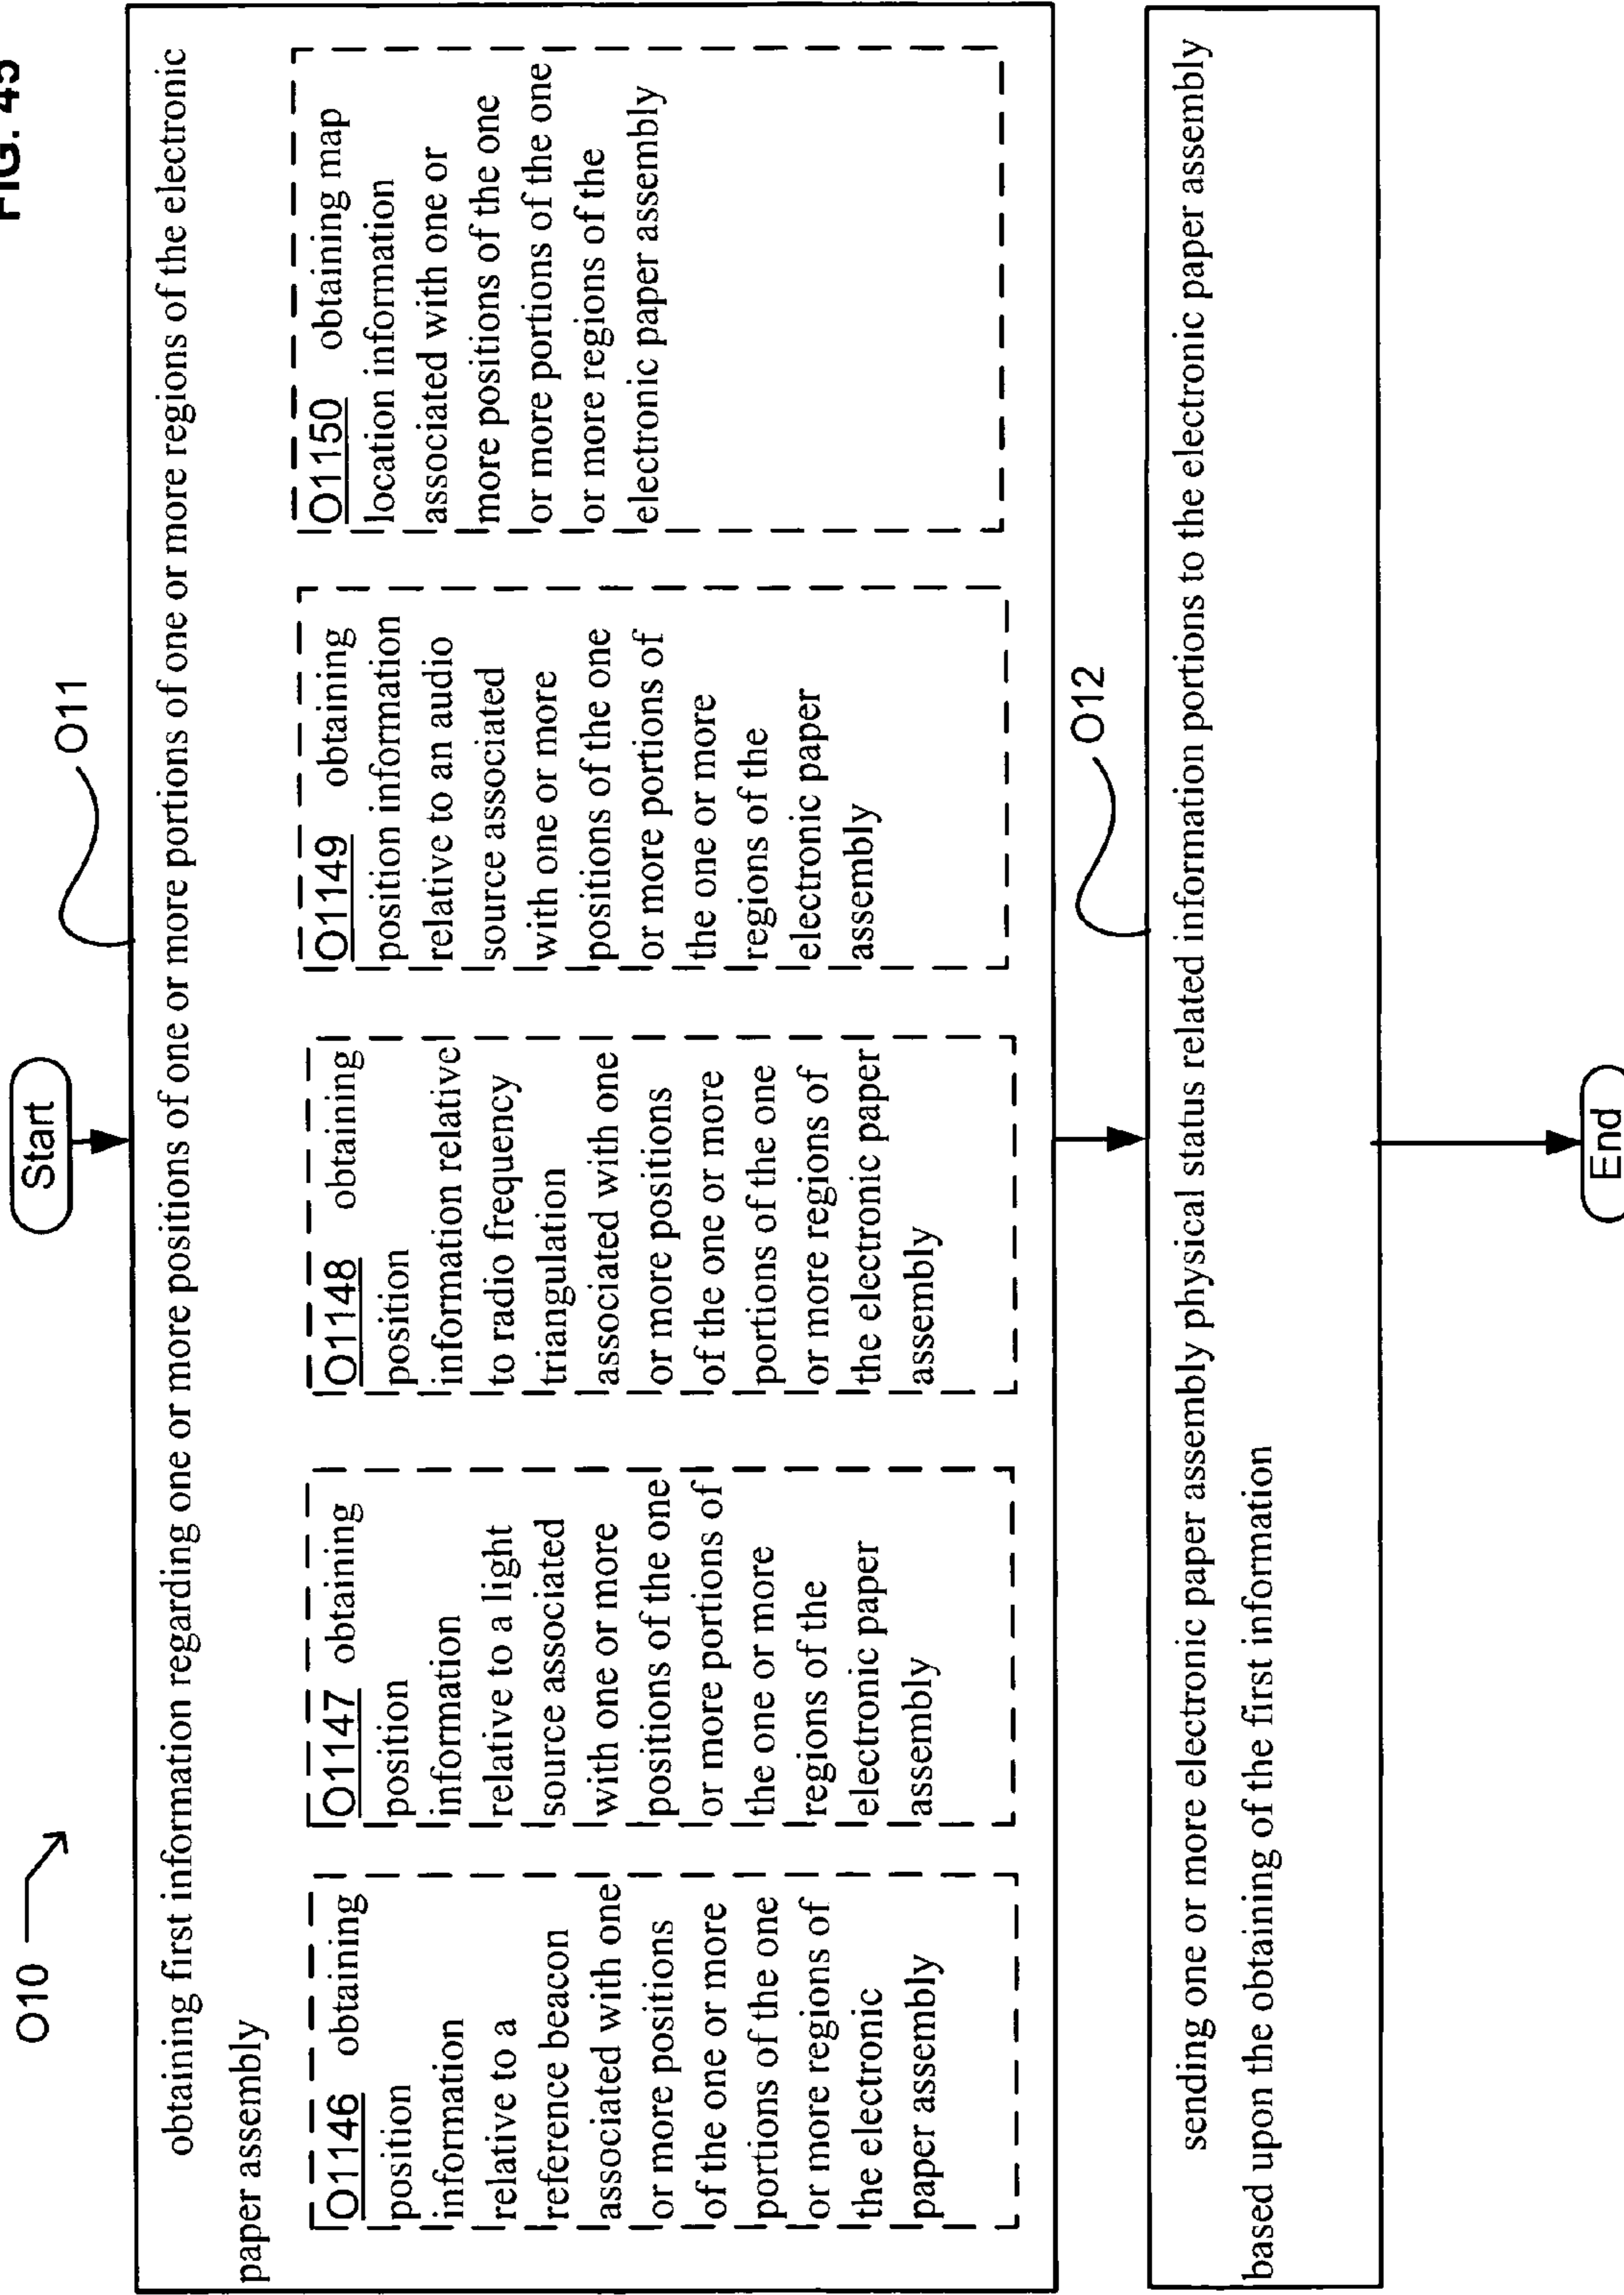 FIG. 45
O10
Start
O11
obtaining first information regarding one or more positions of one or more portions of one or more regions of the electronic
paper assembly
O1146 obtaining
position
information
relative to a
reference beacon
associated with one
or more positions
of the one or more
portions of the one
or more regions of
the electronic
paper assembly
O1147 obtaining
position
information
relative to a light
source associated
with one or more
positions of the one
or more portions of
the one or more
regions of the
electronic paper
assembly
O1148 obtaining
position
information relative
to radio frequency
triangulation
associated with one
or more positions
of the one or more
portions of the one
or more regions of
the electronic paper
assembly
O1149 obtaining
position information
relative to an audio
source associated
with one or more
positions of the one
or more portions of
the one or more
regions of the
electronic paper
assembly
O1150 obtaining map
location information
associated with one or
more positions of the one
or more portions of the one
or more regions of the
electronic paper assembly
O12
sending one or more electronic paper assembly physical status related information portions to the electronic paper assembly
based upon the obtaining of the first information
End